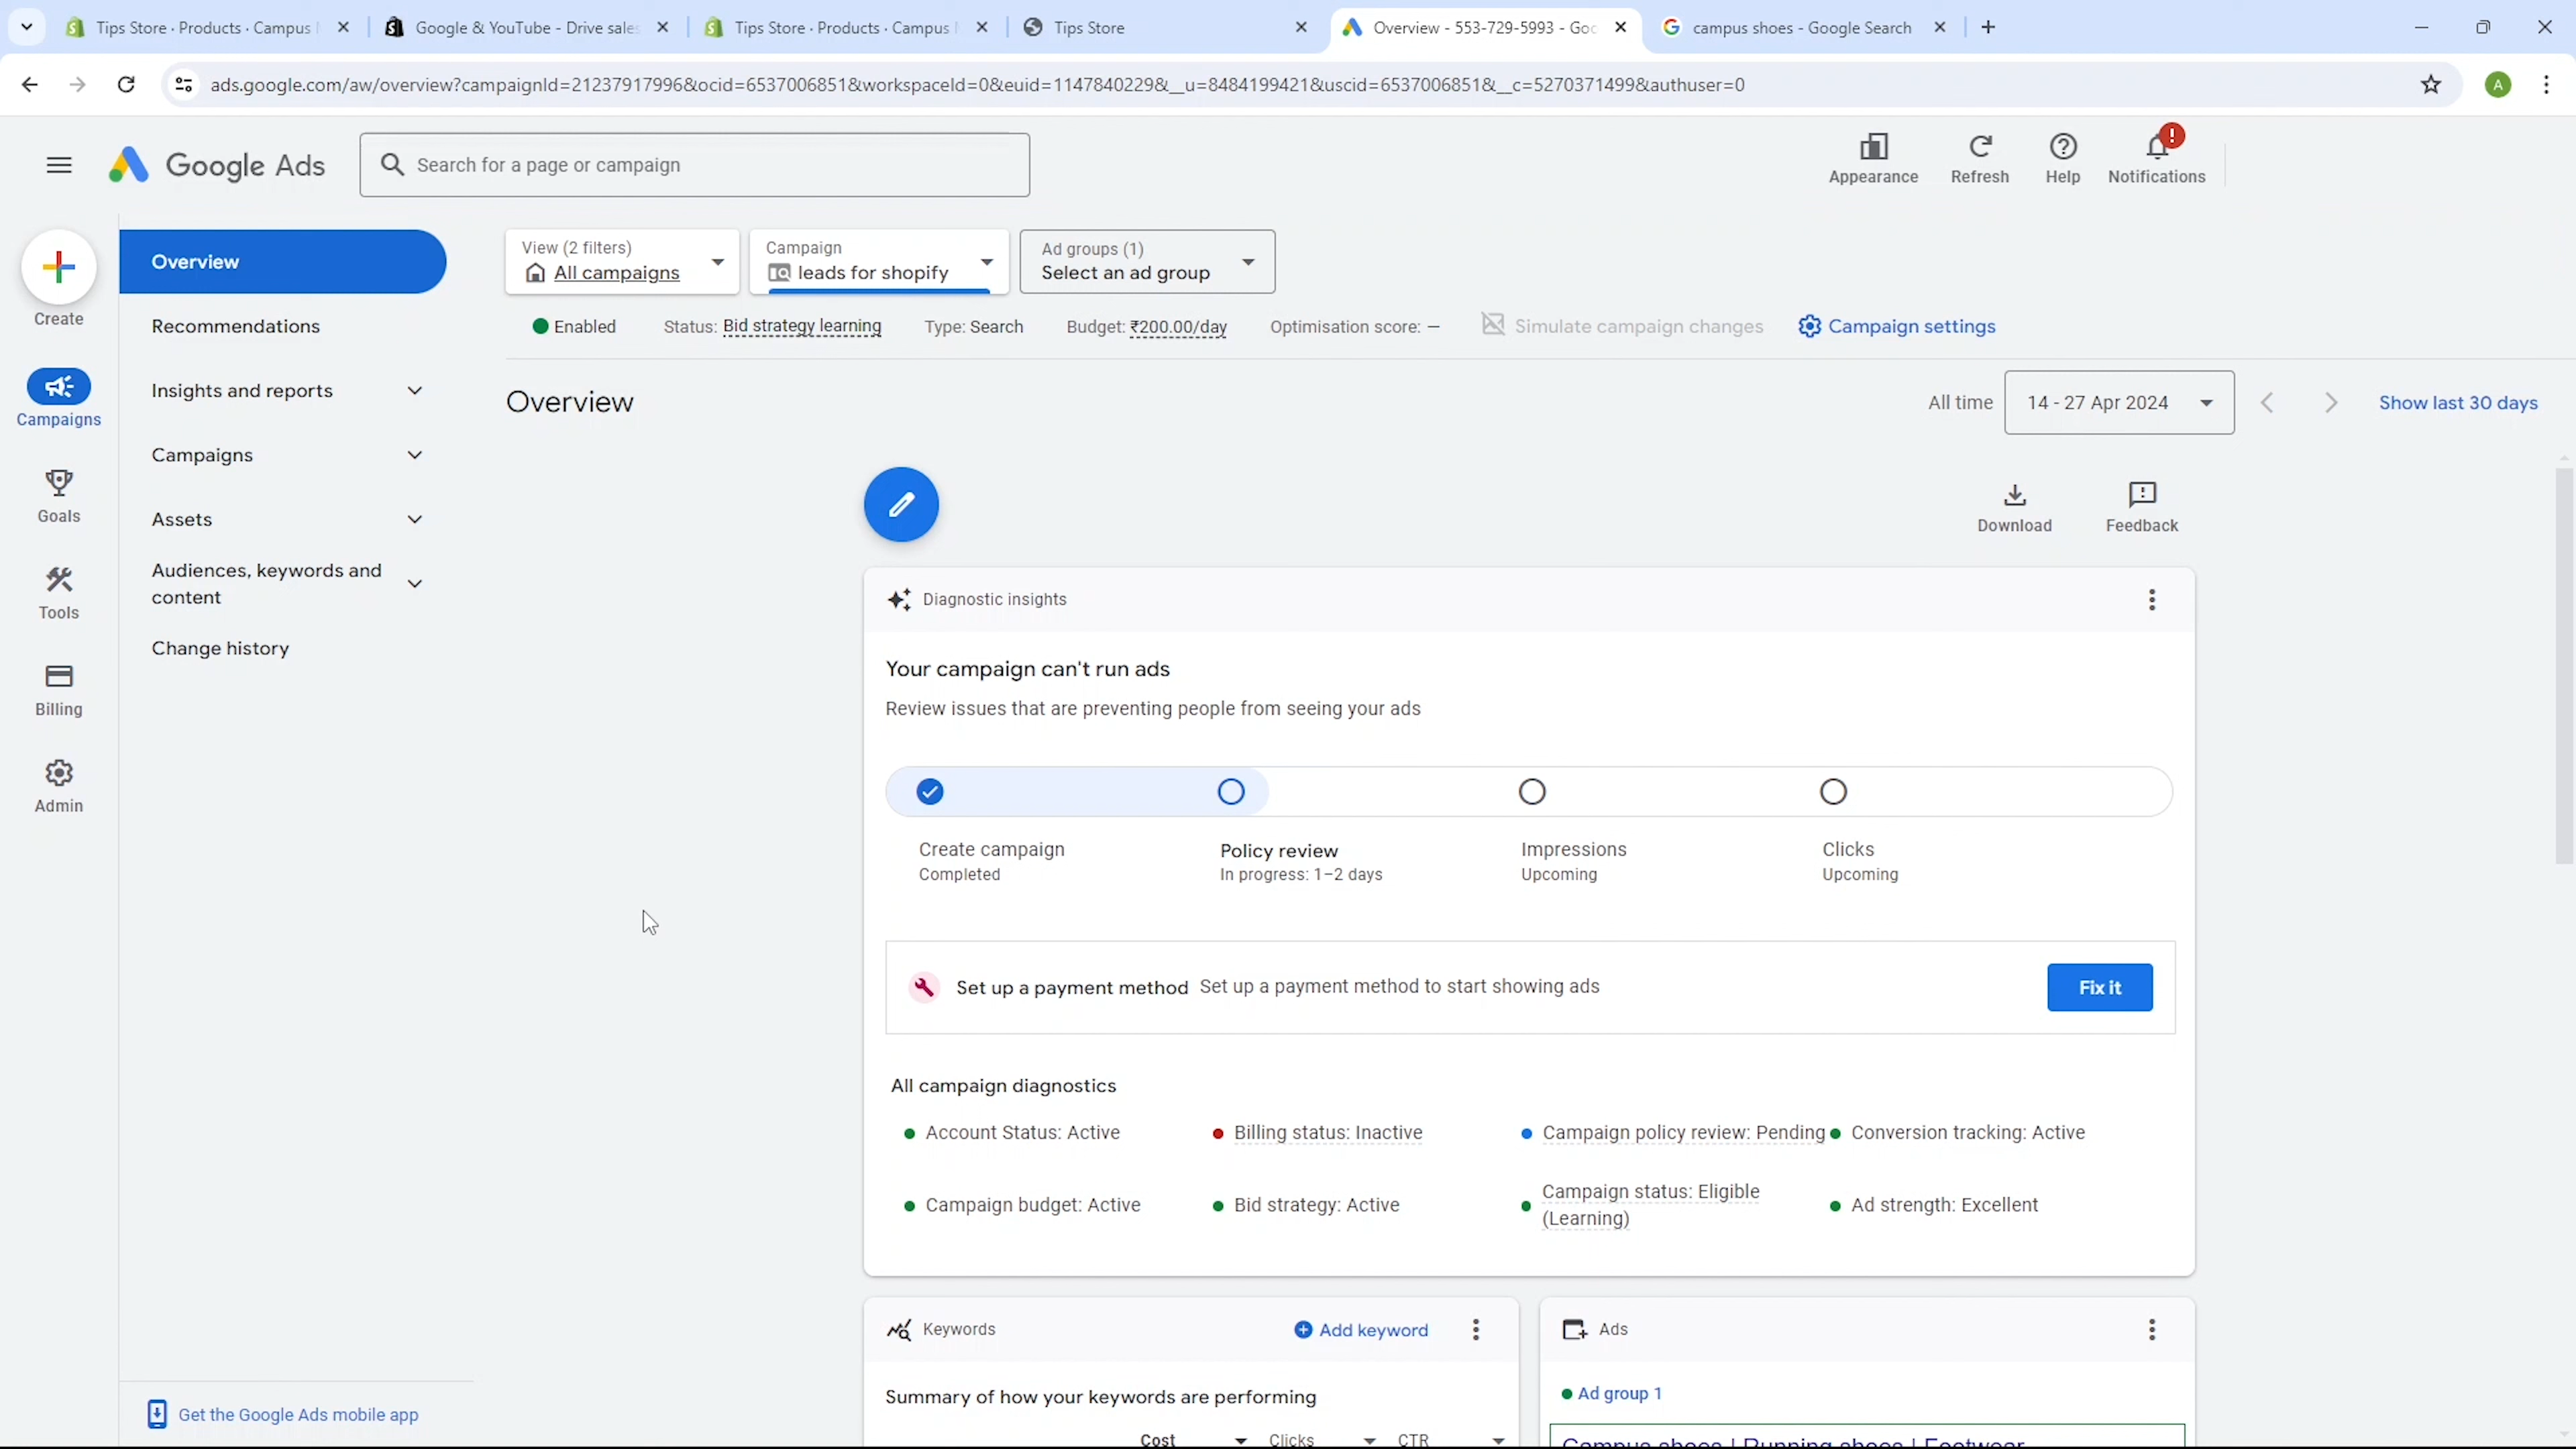 Tips Store · Products · Campus
Google & YouTube - Drive sale
Tips Store · Products · Campus
Tips Store
Overview - 553-729-5993 - Goo
campus shoes - Google Search
ads.google.com/aw/overview?campaignId=21237917996&ocid=6537006851&workspaceId=0&euid=11478402229&__u=8484199421&uscid=6537006851&__c=5270371499&authuser=0
A
Google Ads
Search for a page or campaign
Appearance
Refresh
Help
Notifications
Create
Campaigns
Goals
Tools
Billing
Admin
Overview
Recommendations
Insights and reports
Campaigns
Assets
Audiences, keywords and
content
Change history
Get the Google Ads mobile app
View (2 filters)
All campaigns
Campaign
leads for shopify
Ad groups (1)
Select an ad group
Enabled Status: Bid strategy learning Type: Search Budget: ₹200.00/day Optimisation score: – Simulate campaign changes Campaign settings
Overview
All time 14 - 27 Apr 2024 Show last 30 days
Download
Feedback
Diagnostic insights
Your campaign can't run ads
Review issues that are preventing people from seeing your ads
Create campaign
Completed
Policy review
In progress: 1–2 days
Impressions
Upcoming
Clicks
Upcoming
Set up a payment method Set up a payment method to start showing ads Fix it
All campaign diagnostics
Account Status: Active
Billing status: Inactive
Campaign policy review: Pending
Conversion tracking: Active
Campaign budget: Active
Bid strategy: Active
Campaign status: Eligible
(Learning)
Ad strength: Excellent
Keywords
Add keyword
Summary of how your keywords are performing
Cost Clicks CTR
Ads
Ad group 1
Campus shoes | Running shoes | Footwear